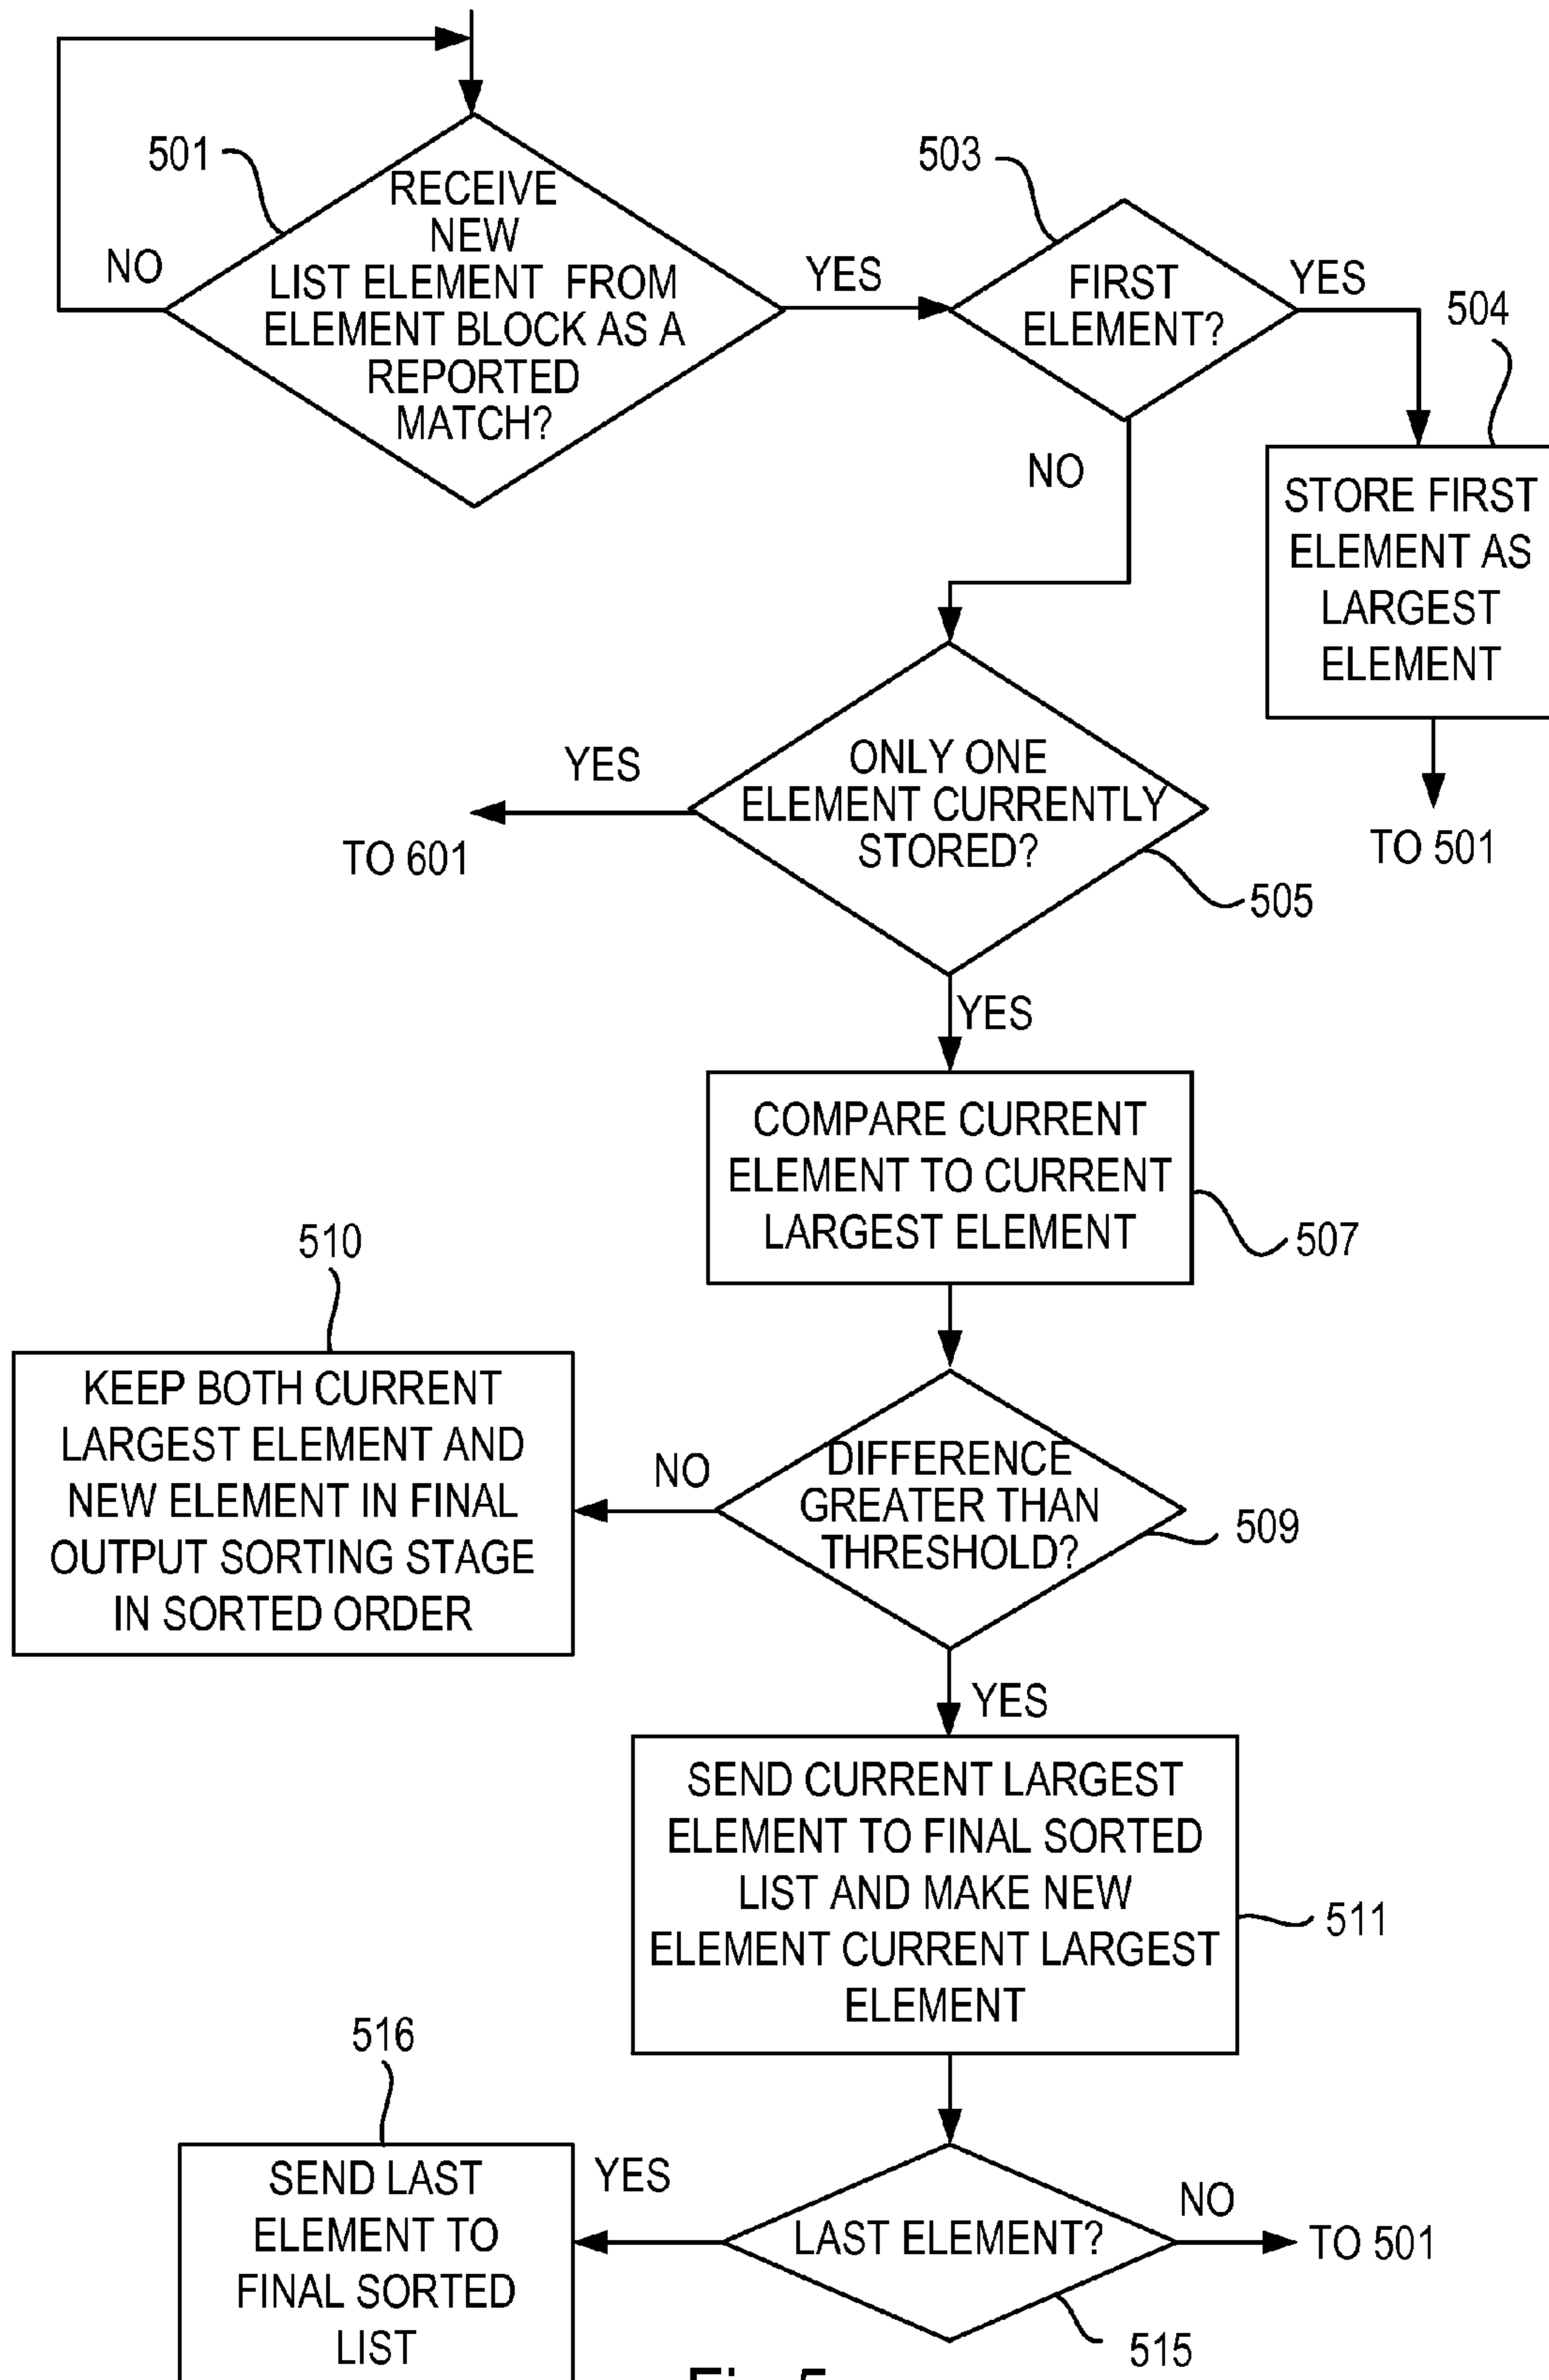 501
RECEIVE
NEW
LIST ELEMENT FROM
ELEMENT BLOCK AS A
REPORTED
MATCH?
NO
YES
503
FIRST
ELEMENT?
YES
504
NO
STORE FIRST
ELEMENT AS
LARGEST
ELEMENT
TO 501
ONLY ONE
ELEMENT CURRENTLY
STORED?
YES
TO 601
505
YES
COMPARE CURRENT
ELEMENT TO CURRENT
LARGEST ELEMENT
507
510
KEEP BOTH CURRENT
LARGEST ELEMENT AND
NEW ELEMENT IN FINAL
OUTPUT SORTING STAGE
IN SORTED ORDER
NO
DIFFERENCE
GREATER THAN
THRESHOLD?
509
YES
SEND CURRENT LARGEST
ELEMENT TO FINAL SORTED
LIST AND MAKE NEW
ELEMENT CURRENT LARGEST
ELEMENT
511
516
SEND LAST
ELEMENT TO
FINAL SORTED
LIST
YES
LAST ELEMENT?
NO
TO 501
515
Fig 5